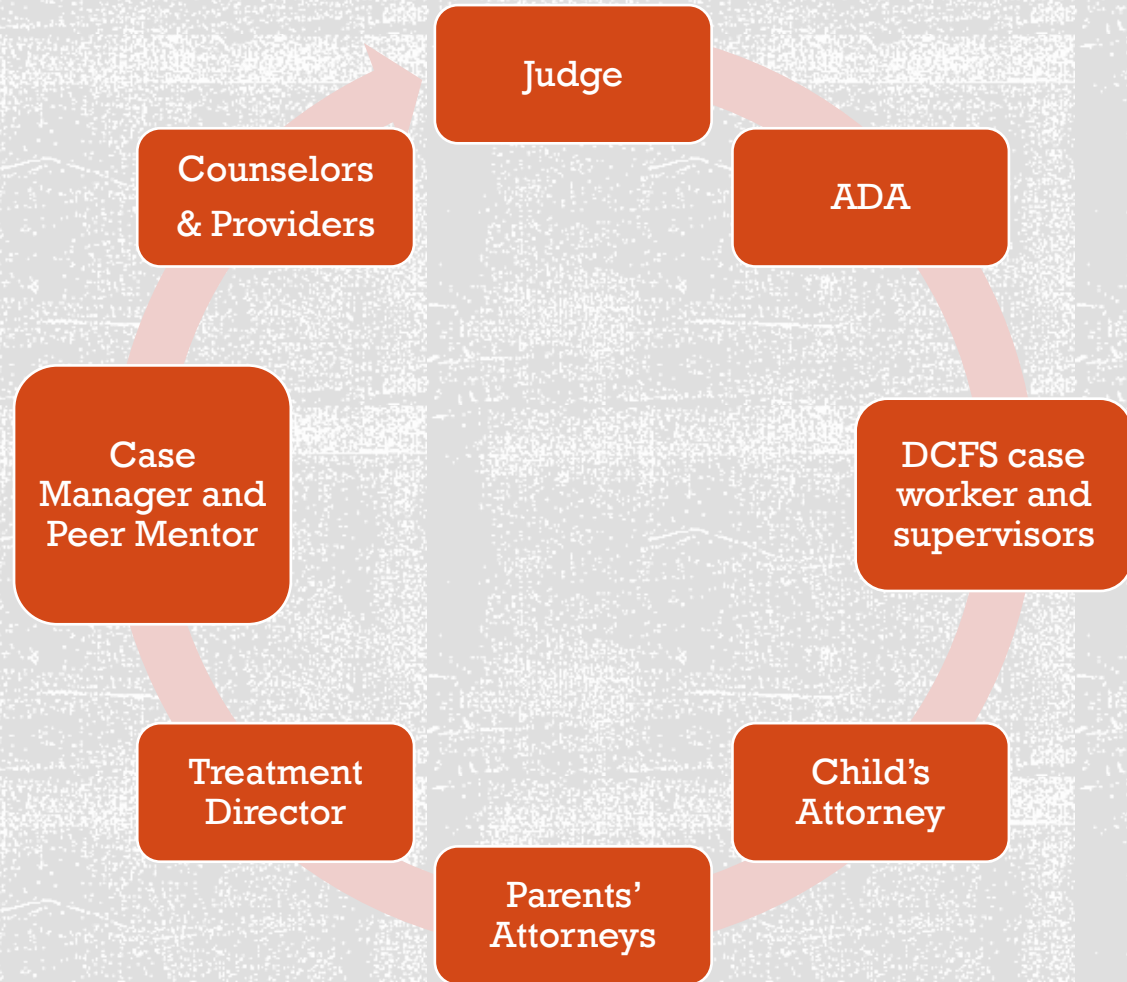 Judge
ADA
DCFS case
worker and
supervisors
Child’s
Attorney
Parents’
Attorneys
Treatment
Director
Case
Manager and
Peer Mentor
Counselors
& Providers